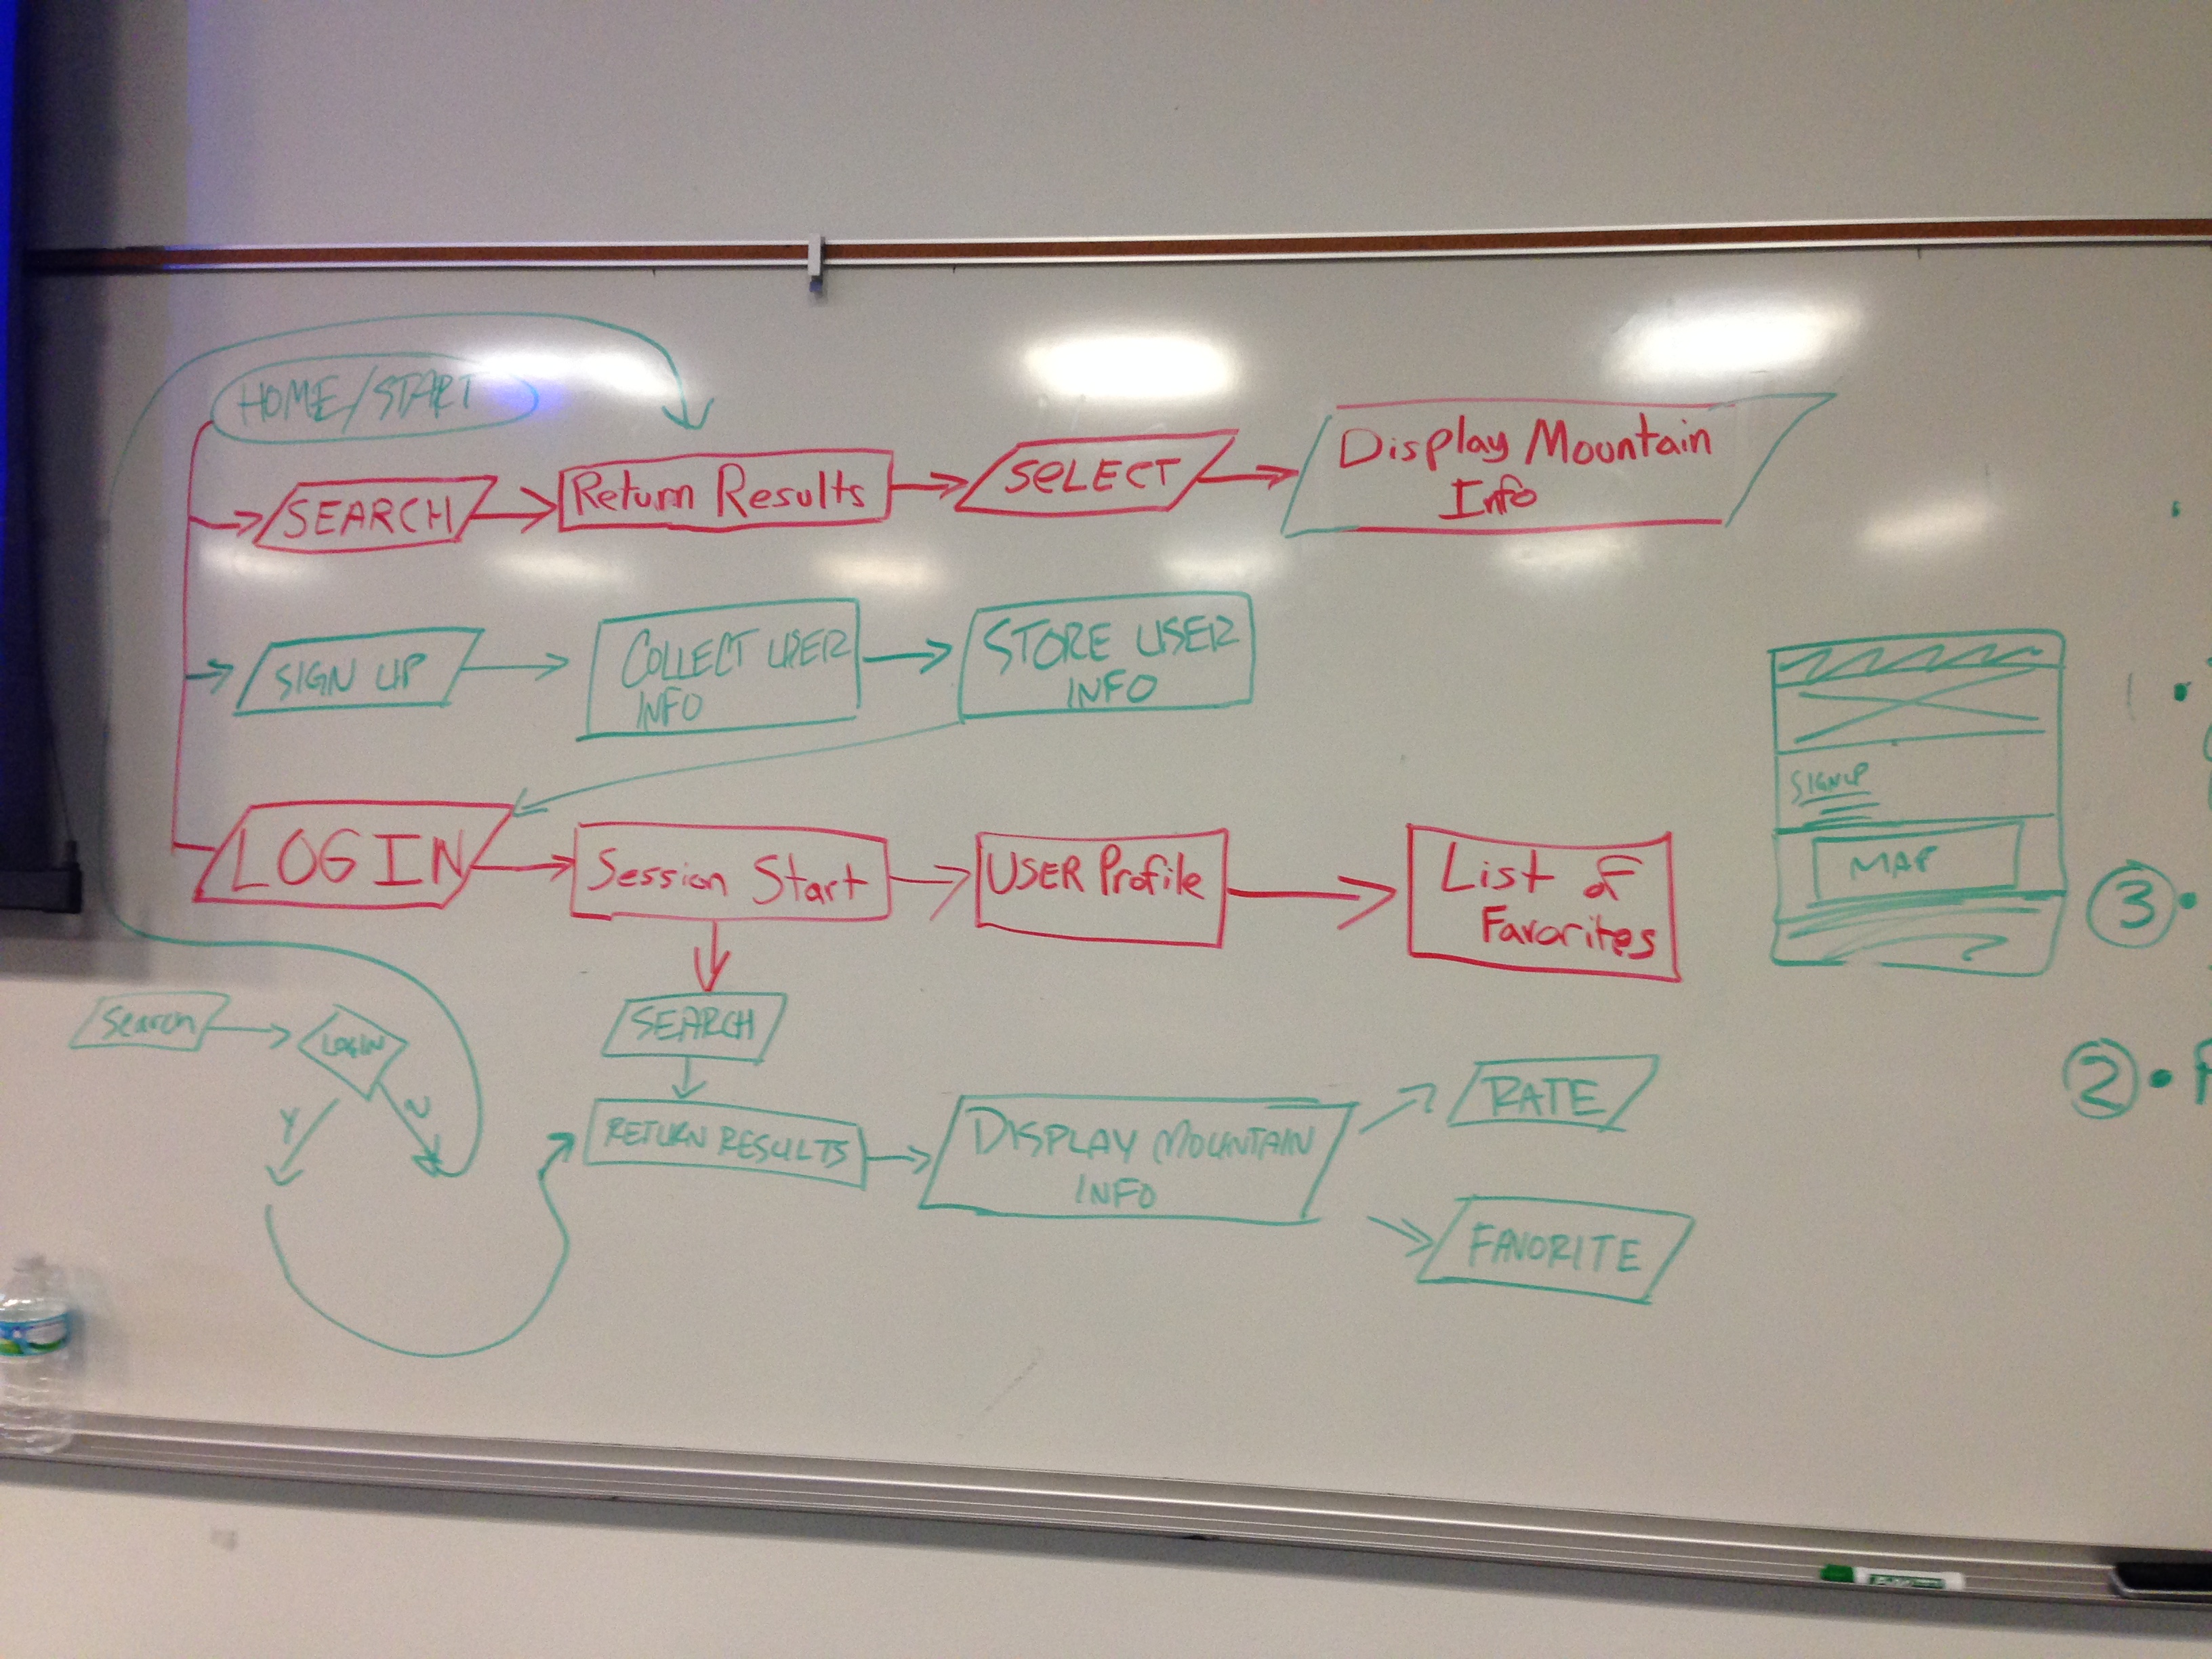 HOME/START
SEARCH
Return Results
SELECT
Display Mountain
Info
SIGN UP
COLLECT USER
INFO
STORE USER
INFO
LOGIN
Session Start
USER Profile
List of
Favorites
SIGNUP
MAP
3
Search
LOGIN
Y
N
SEARCH
RETURN RESULTS
DISPLAY MOUNTAIN
INFO
RATE
FAVORITE
2